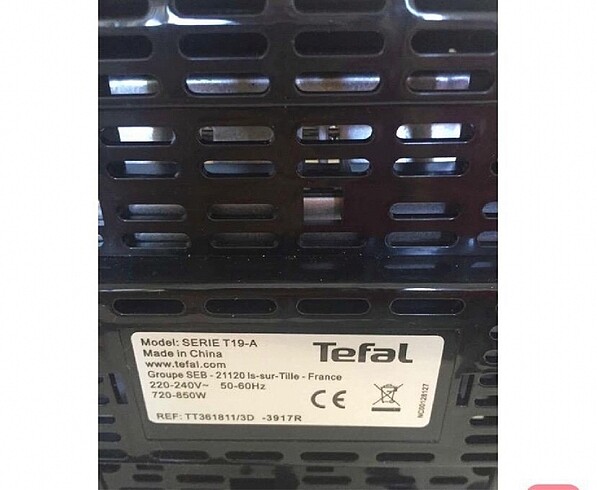 Model: SERIE T19-A
Made in China
www.tefal.com
Tefal
Groupe SEB - 21120 Is-sur-Tille - France
220-240V~ 50-60Hz
720-850W
CE
REF: TT361811/3D -3917R
NC00128127